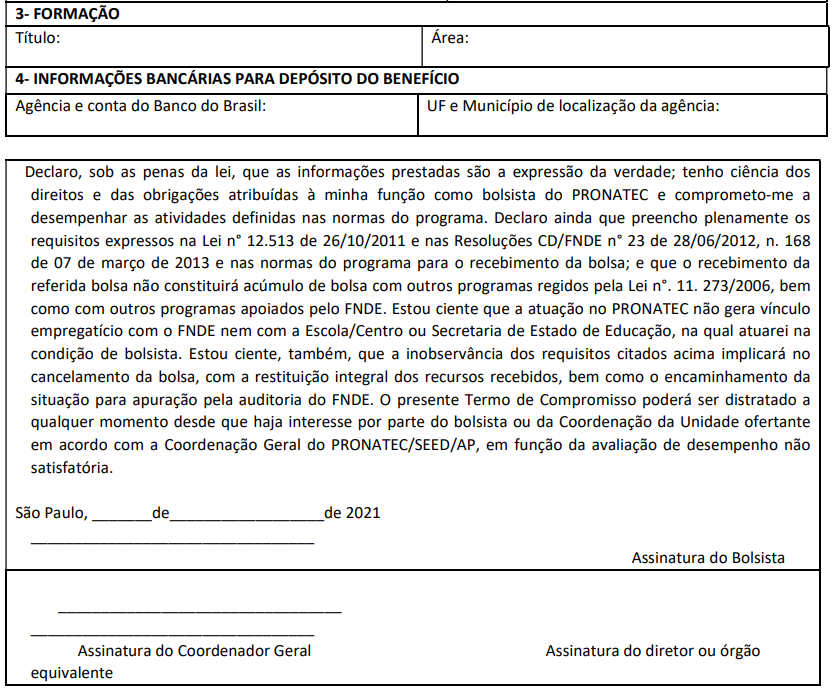 3- FORMAÇÃO
Título: Área:
4- INFORMAÇÕES BANCÁRIAS PARA DEPÓSITO DO BENEFÍCIO
Agência e conta do Banco do Brasil: UF e Município de localização da agência:
Declaro, sob as penas da lei, que as informações prestadas são a expressão da verdade; tenho ciência dos
direitos e das obrigações atribuídas à minha função como bolsista do PRONATEC e comprometo-me a
desempenhar as atividades definidas nas normas do programa. Declaro ainda que preencho plenamente os
requisitos expressos na Lei n° 12.513 de 26/10/2011 e nas Resoluções CD/FNDE n° 23 de 28/06/2012, n. 168
de 07 de março de 2013 e nas normas do programa para o recebimento da bolsa; e que o recebimento da
referida bolsa não constituirá acúmulo de bolsa com outros programas regidos pela Lei n°. 11. 273/2006, bem
como com outros programas apoiados pelo FNDE. Estou ciente que a atuação no PRONATEC não gera vínculo
empregatício com o FNDE nem com a Escola/Centro ou Secretaria de Estado de Educação, na qual atuarei na
condição de bolsista. Estou ciente, também, que a inobservância dos requisitos citados acima implicará no
cancelamento da bolsa, com a restituição integral dos recursos recebidos, bem como o encaminhamento da
situação para apuração pela auditoria do FNDE. O presente Termo de Compromisso poderá ser distratado a
qualquer momento desde que haja interesse por parte do bolsista ou da Coordenação da Unidade ofertante
em acordo com a Coordenação Geral do PRONATEC/SEED/AP, em função da avaliação de desempenho não
satisfatória.
São Paulo, _______de__________________de 2021
_________________________________
Assinatura do Bolsista
_________________________________
_________________________________
Assinatura do Coordenador Geral Assinatura do diretor ou órgão
equivalente